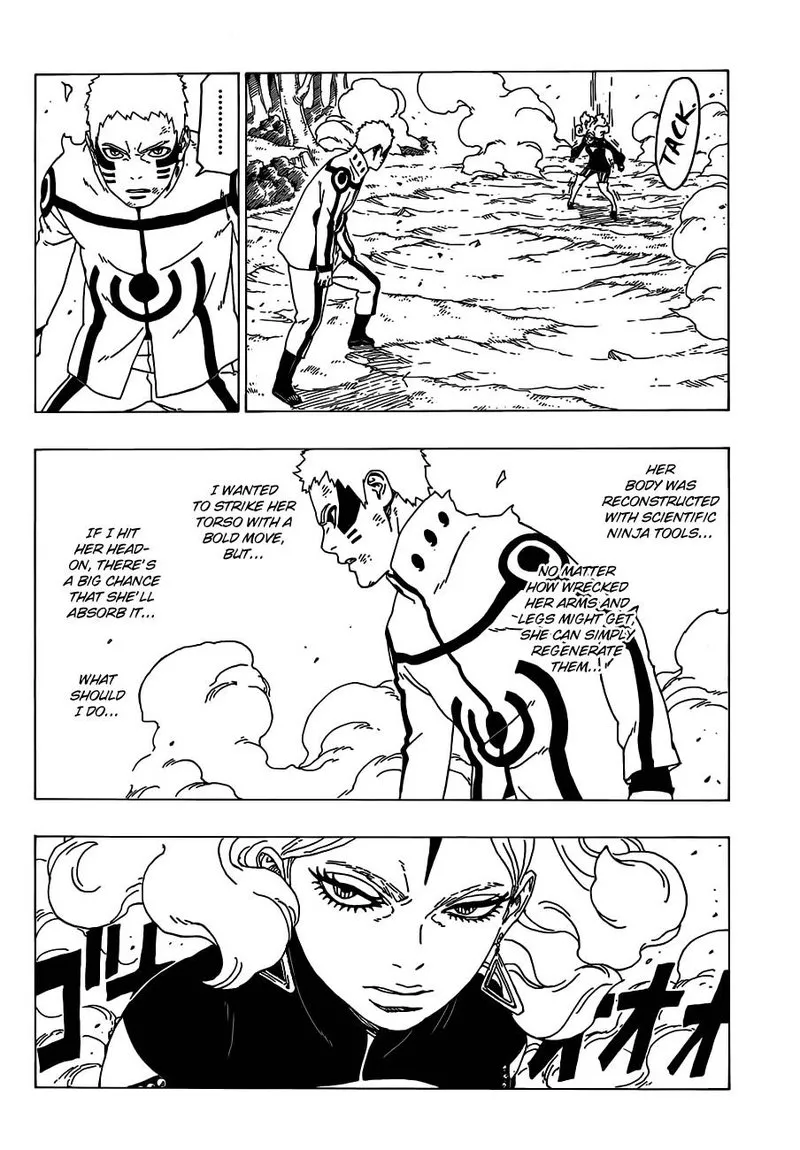 TACK.
.........
HER
BODY WAS
RECONSTRUCTED
WITH SCIENTIFIC
NINJA TOOLS...
NO MATTER
HOW WRECKED
HER ARMS AND
LEGS MIGHT GET,
SHE CAN SIMPLY
REGENERATE
THEM...
I WANTED
TO STRIKE HER
TORSO WITH A
BOLD MOVE,
BUT...
IF I HIT
HER HEAD-
ON, THERE'S
A BIG CHANCE
THAT SHE'LL
ABSORB IT...
WHAT
SHOULD
I DO...
ゴォオオ